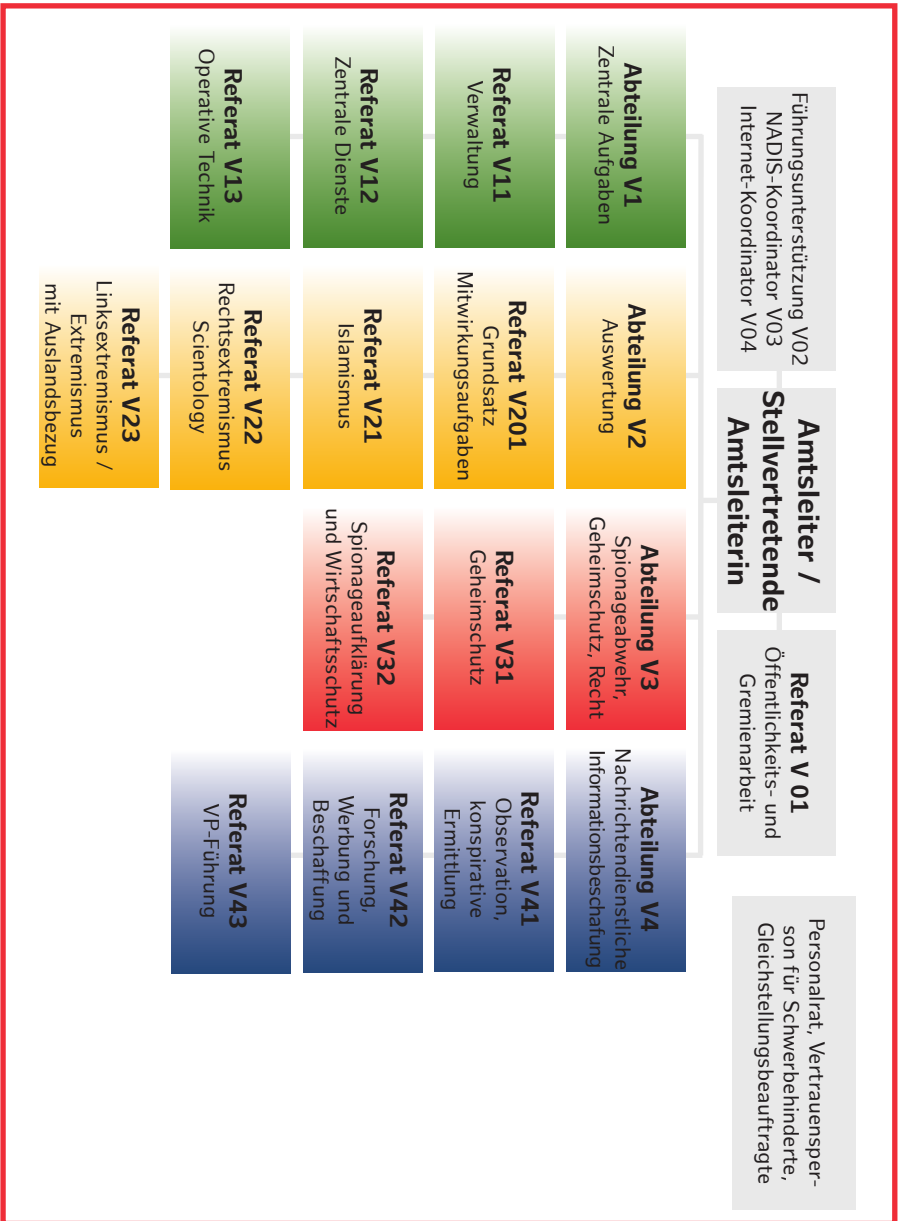 Führungsunterstützung V02
NADIS-Koordinator V03
Internet-Koordinator V04
Amtsleiter /
Stellvertretende
Amtsleiterin
Referat V 01
Öffentlichkeits- und
Gremienarbeit
Personalrat, Vertrauensper-
son für Schwerbehinderte,
Gleichstellungsbeauftragte
Abteilung V1
Zentrale Aufgaben
Referat V11
Verwaltung
Referat V12
Zentrale Dienste
Referat V13
Operative Technik
Abteilung V2
Auswertung
Referat V201
Grundsatz
Mitwirkungsaufgaben
Referat V21
Islamismus
Referat V22
Rechtsextremismus
Scientology
Referat V23
Linksextremismus /
Extremismus
mit Auslandsbezug
Abteilung V3
Spionageabwehr,
Geheimschutz, Recht
Referat V31
Geheimschutz
Referat V32
Spionageaufklärung
und Wirtschaftsschutz
Abteilung V4
Nachrichtendienstliche
Informationsbeschafung
Referat V41
Observation,
konspirative
Ermittlung
Referat V42
Forschung,
Werbung und
Beschaffung
Referat V43
VP-Führung